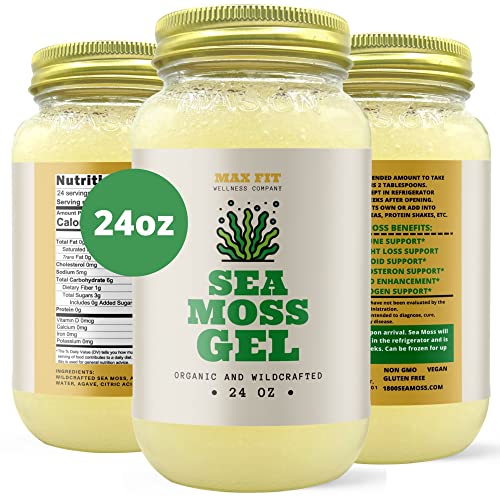 MAX FIT
WELLNESS COMPANY
SEA
MOSS
GEL
ORGANIC AND WILDCRAFTED
• 24 OZ •
24oz
Nutriti
24 servings
Serving
Amount P
Calo
Total Fat 0g
Saturated
Trans Fat 0
Cholesterol 0mg
Sodium 5mg
Total Carbohydrate 6g
Dietary Fiber 1g
Total Sugars 3g
Includes 0g Added Sugar
Protein 0g
Vitamin D 0mcg
Calcium 0mg
Iron 0mg
Potassium 0mg
INGREDIENTS:
WILDCRAFTED SEA MOSS,
WATER, AGAVE, CITRIC
ENDED AMOUNT TO TAKE
IS 2 TABLESPOONS.
EPT IN REFRIGERATOR
EEKS AFTER OPENING.
TS OWN OR ADD INTO
EAS, PROTEIN SHAKES, ETC.
MOSS BENEFITS:
UNE SUPPORT*
HT LOSS SUPPORT*
OID SUPPORT*
OSTERON SUPPORT*
D ENHANCEMENT*
OGEN SUPPORT*
have not been evaluated by the
ministration.
intended to diagnose, cure,
y disease.
upon arrival. Sea Moss will
in the refrigerator and is
eks. Can be frozen for up
NON GMO VEGAN
GLUTEN FREE
1800SEAMOSS.COM